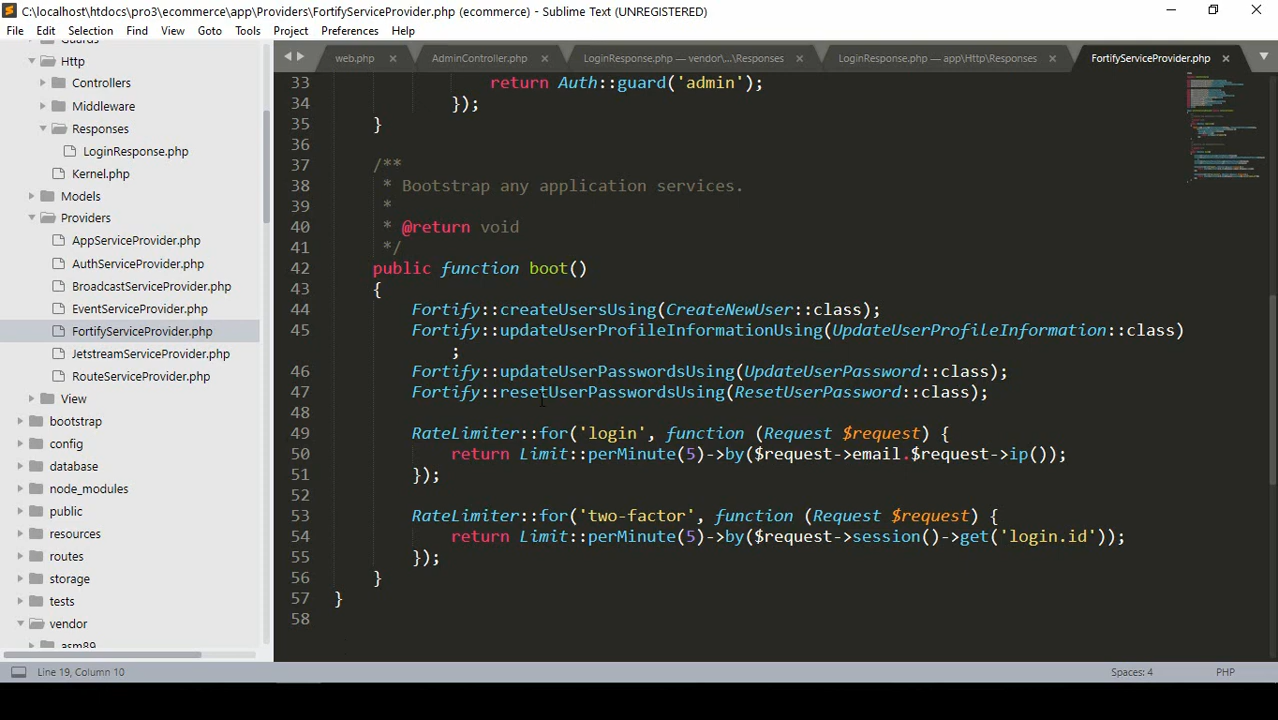 C:\localhost\htdocs\pro3\ecommerce\app\Providers\FortifyServiceProvider.php (ecommerce) - Sublime Text (UNREGISTERED)
File Edit Selection Find View Goto Tools Project Preferences Help
web.php
AdminController.php
LoginResponse.php — vendor\...\Responses
LoginResponse.php — app\Http\Responses
FortifyServiceProvider.php
Guards
Http
Controllers
Middleware
Responses
LoginResponse.php
Kernel.php
Models
Providers
AppServiceProvider.php
AuthServiceProvider.php
BroadcastServiceProvider.php
EventServiceProvider.php
FortifyServiceProvider.php
JetstreamServiceProvider.php
RouteServiceProvider.php
View
bootstrap
config
database
node_modules
public
resources
routes
storage
tests
vendor
asm89
33 return Auth::guard('admin');
34 });
35 }
36
37 /**
38 * Bootstrap any application services.
39 *
40 * @return void
41 */
42 public function boot()
43 {
44 Fortify::createUsersUsing(CreateNewUser::class);
45 Fortify::updateUserProfileInformationUsing(UpdateUserProfileInformation::class)
;
46 Fortify::updateUserPasswordsUsing(UpdateUserPassword::class);
47 Fortify::resetUserPasswordsUsing(ResetUserPassword::class);
48
49 RateLimiter::for('login', function (Request $request) {
50 return Limit::perMinute(5)->by($request->email.$request->ip());
51 });
52
53 RateLimiter::for('two-factor', function (Request $request) {
54 return Limit::perMinute(5)->by($request->session()->get('login.id'));
55 });
56 }
57 }
58
Line 19, Column 10
Spaces: 4
PHP